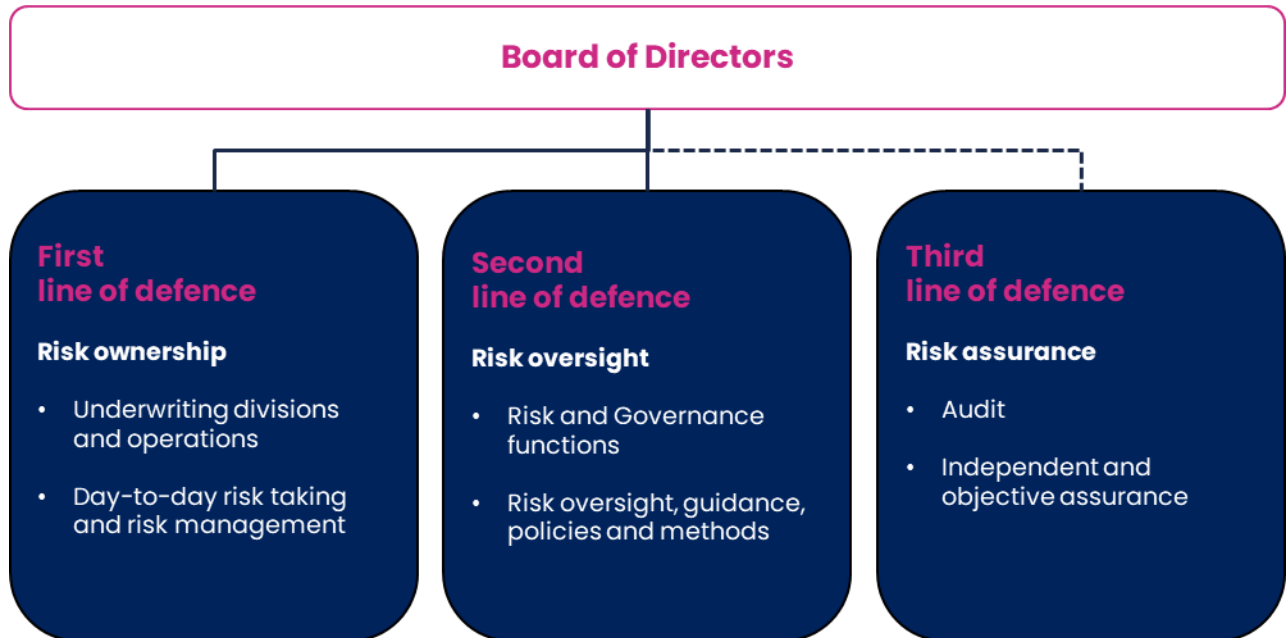 Board of Directors
First
line of defence
Risk ownership
• Underwriting divisions
and operations
• Day-to-day risk taking
and risk management
Second
line of defence
Risk oversight
• Risk and Governance
functions
• Risk oversight, guidance,
policies and methods
Third
line of defence
Risk assurance
• Audit
• Independent and
objective assurance